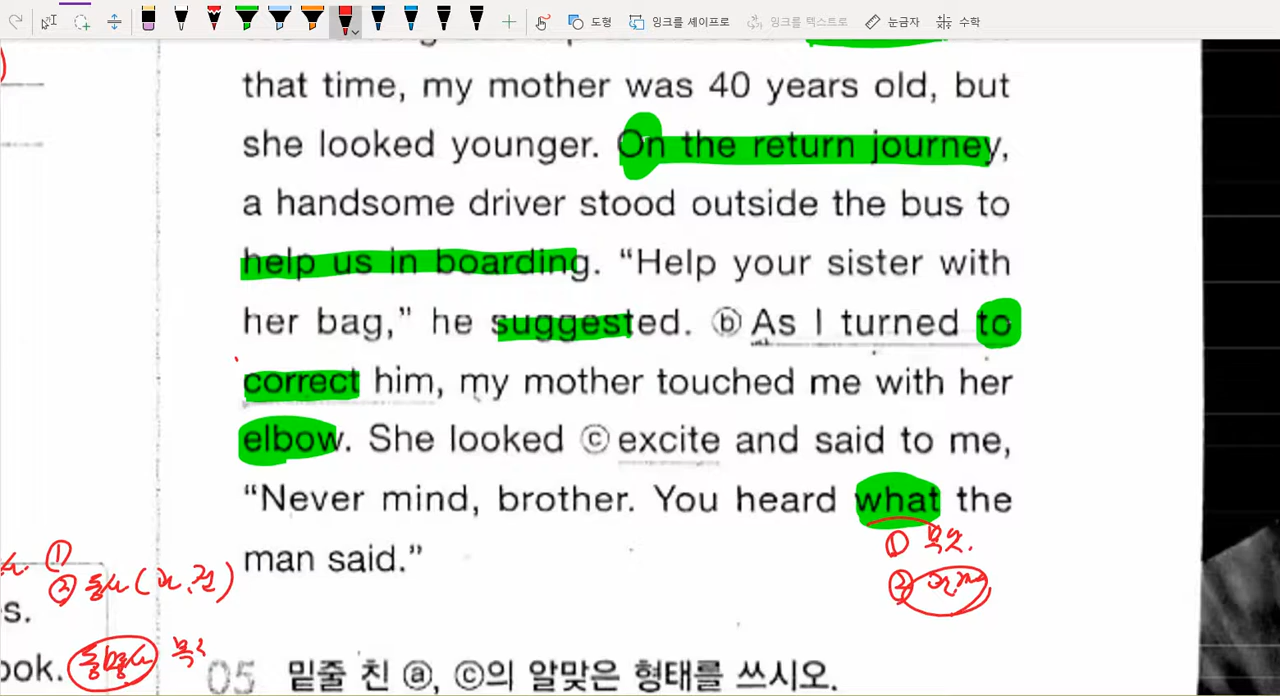 도형 잉크를 셰이프로 잉크를 텍스트로 눈금자 수학
that time, my mother was 40 years old, but
she looked younger. On the return journey,
a handsome driver stood outside the bus to
help us in boarding. “Help your sister with
her bag,” he suggested. ⓑ As I turned to
correct him, my mother touched me with her
elbow. She looked ⓒ excite and said to me,
“Never mind, brother. You heard what the
man said.”
①
②
①
②
s.
ook.
05 밑줄 친 ⓐ, ⓒ의 알맞은 형태를 쓰시오.